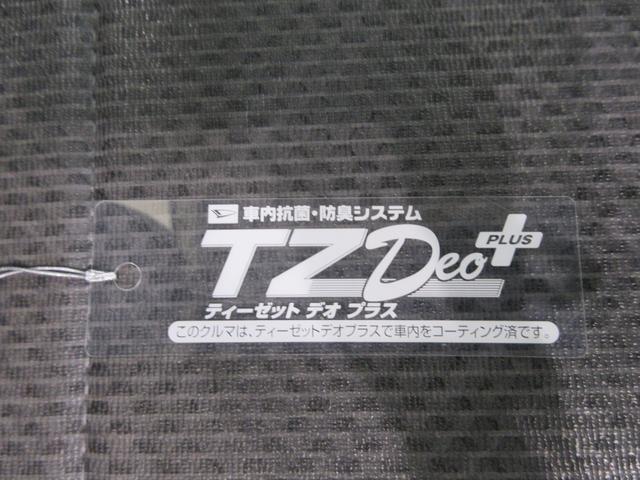 車内抗菌・防臭システム
TZ Deo PLUS
ティーゼット デオ プラス
このクルマは、ティーゼットデオプラスで車内をコーティング済です。